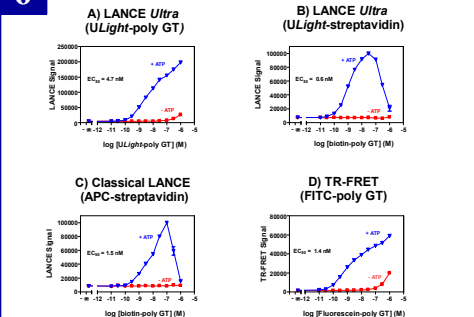 A) LANCE Ultra
(ULight-poly GT)
250000
200000
150000
100000
50000
0
LANCE Signal
+ ATP
EC50 = 4.7 nM
- ATP
- ∞ -12 -11 -10 -9 -8 -7 -6 -5
log [ULight-poly GT] (M)
B) LANCE Ultra
(ULight-streptavidin)
100000
80000
60000
40000
20000
0
LANCE Signal
+ ATP
EC50 = 0.6 nM
- ATP
- ∞ -12 -11 -10 -9 -8 -7 -6 -5
log [biotin-poly GT] (M)
C) Classical LANCE
(APC-streptavidin)
100000
80000
60000
40000
20000
0
LANCE Signal
+ ATP
EC50 = 1.5 nM
- ATP
- ∞ -12 -11 -10 -9 -8 -7 -6 -5
log [biotin-poly GT] (M)
D) TR-FRET
(FITC-poly GT)
80000
60000
40000
20000
0
TR-FRET Signal
+ ATP
EC50 = 1.4 nM
- ATP
- ∞ -12 -11 -10 -9 -8 -7 -6 -5
log [Fluorescein-poly GT] (M)